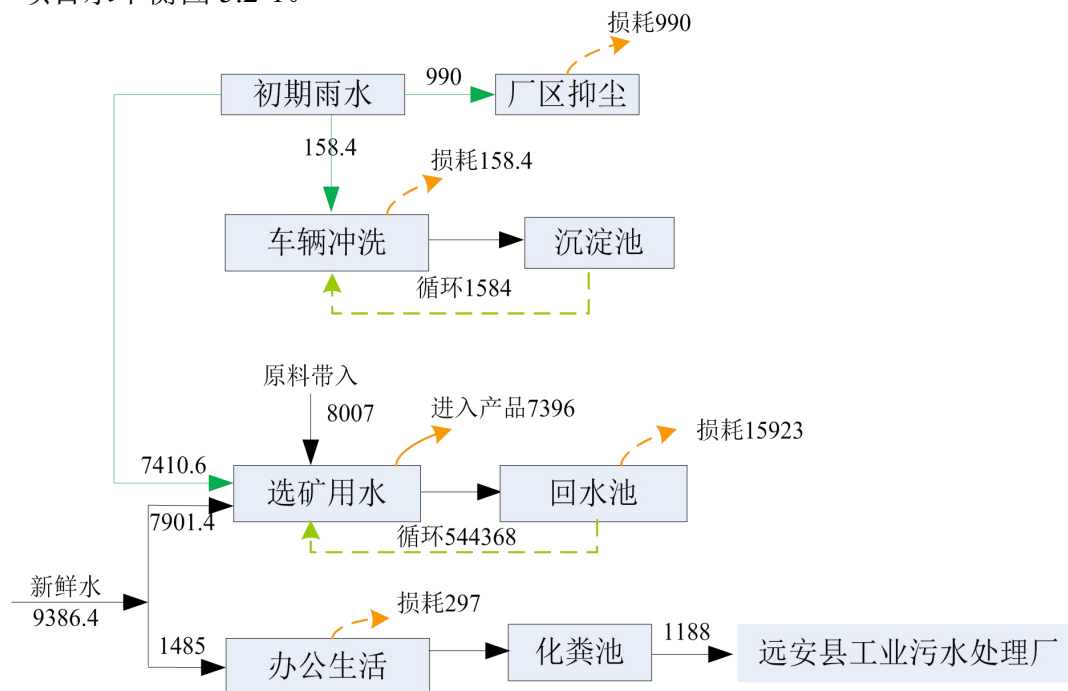 损耗990
初期雨水
990
厂区抑尘
158.4
损耗158.4
车辆冲洗
沉淀池
循环1584
原料带入
8007
进入产品7396
损耗15923
7410.6
选矿用水
回水池
7901.4
循环544368
新鲜水
9386.4
损耗297
1485
办公生活
化粪池
1188
远安县工业污水处理厂